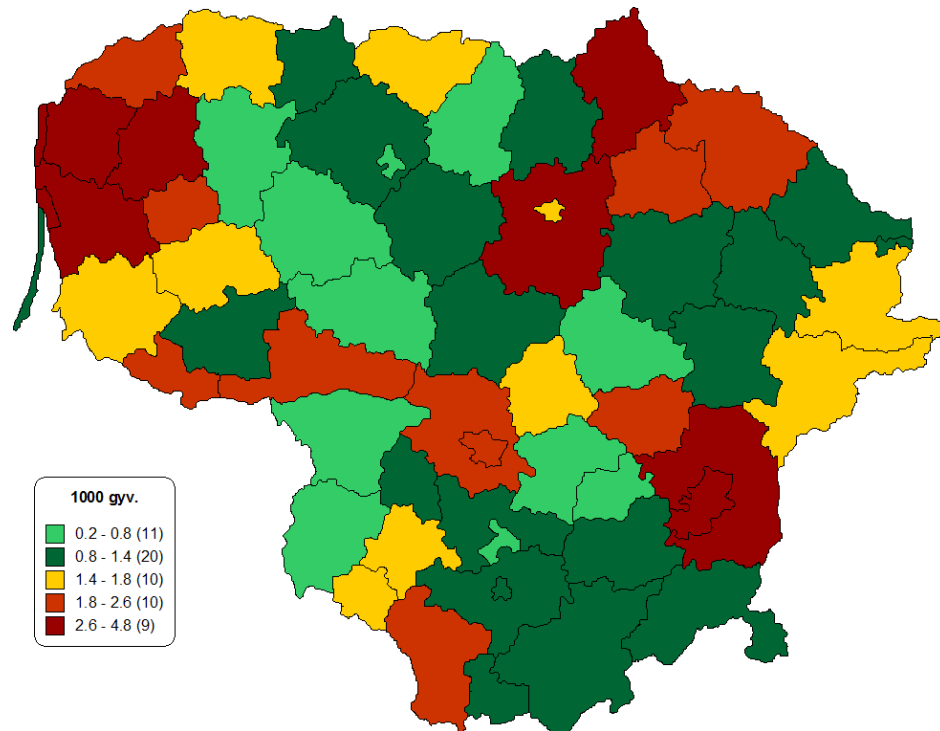 1000 gyv.
0.2 - 0.8 (11)
0.8 - 1.4 (20)
1.4 - 1.8 (10)
1.8 - 2.6 (10)
2.6 - 4.8 (9)